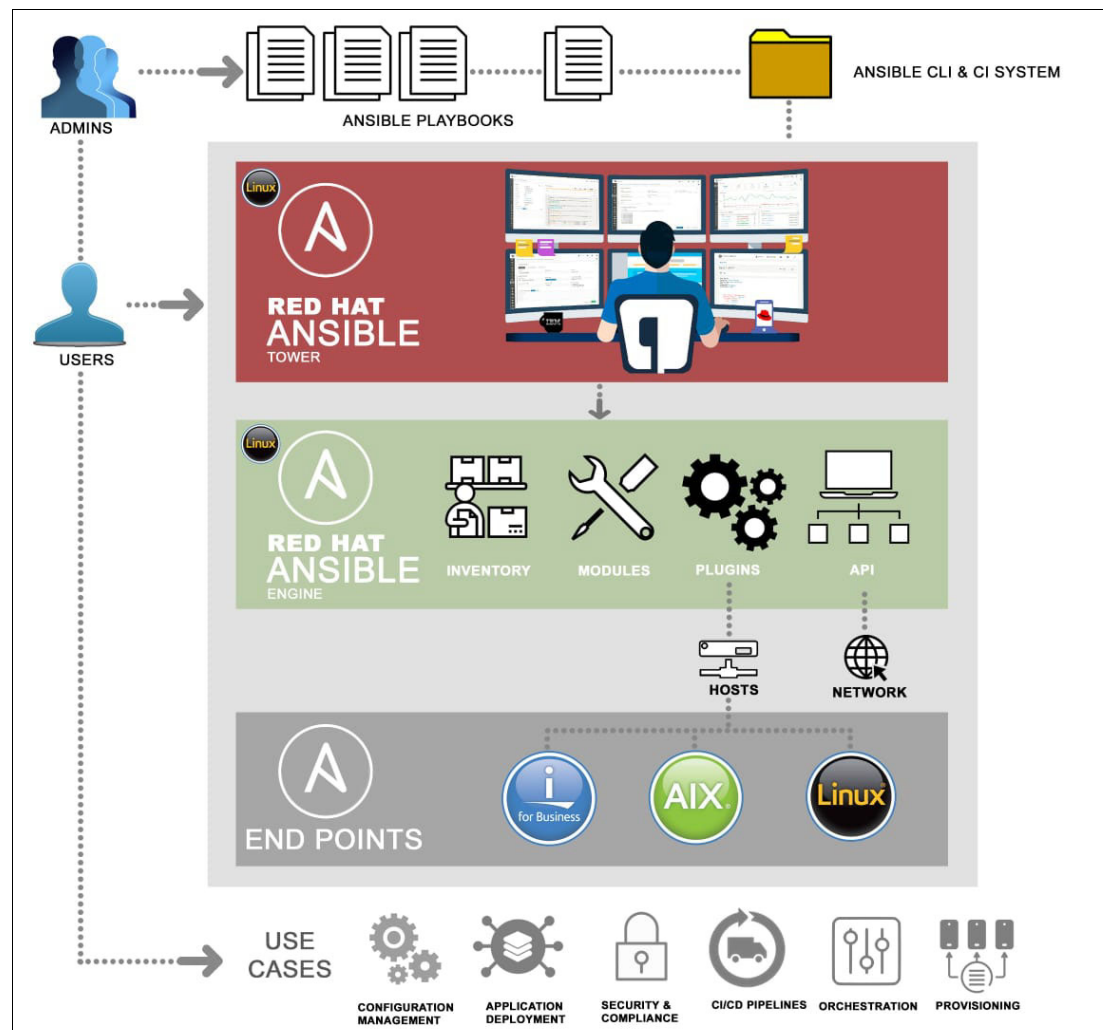 ADMINS
ANSIBLE PLAYBOOKS
ANSIBLE CLI & CI SYSTEM
Linux
RED HAT
ANSIBLE
TOWER
IBM
USERS
Linux
RED HAT
ANSIBLE
ENGINE
INVENTORY
MODULES
PLUGINS
API
HOSTS
NETWORK
END POINTS
i
for Business
AIX
Linux
USE
CASES
CONFIGURATION
MANAGEMENT
APPLICATION
DEPLOYMENT
SECURITY &
COMPLIANCE
CI/CD PIPELINES
ORCHESTRATION
PROVISIONING